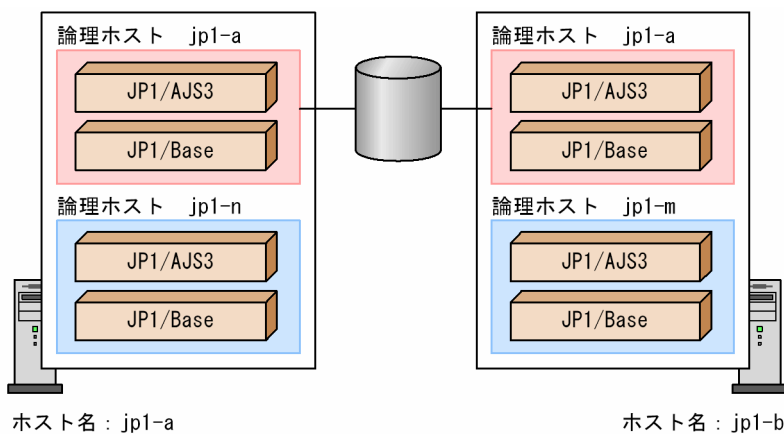 論理ホスト jp1-a
JP1/AJS3
JP1/Base
論理ホスト jp1-n
JP1/AJS3
JP1/Base
ホスト名：jp1-a
論理ホスト jp1-a
JP1/AJS3
JP1/Base
論理ホスト jp1-m
JP1/AJS3
JP1/Base
ホスト名：jp1-b